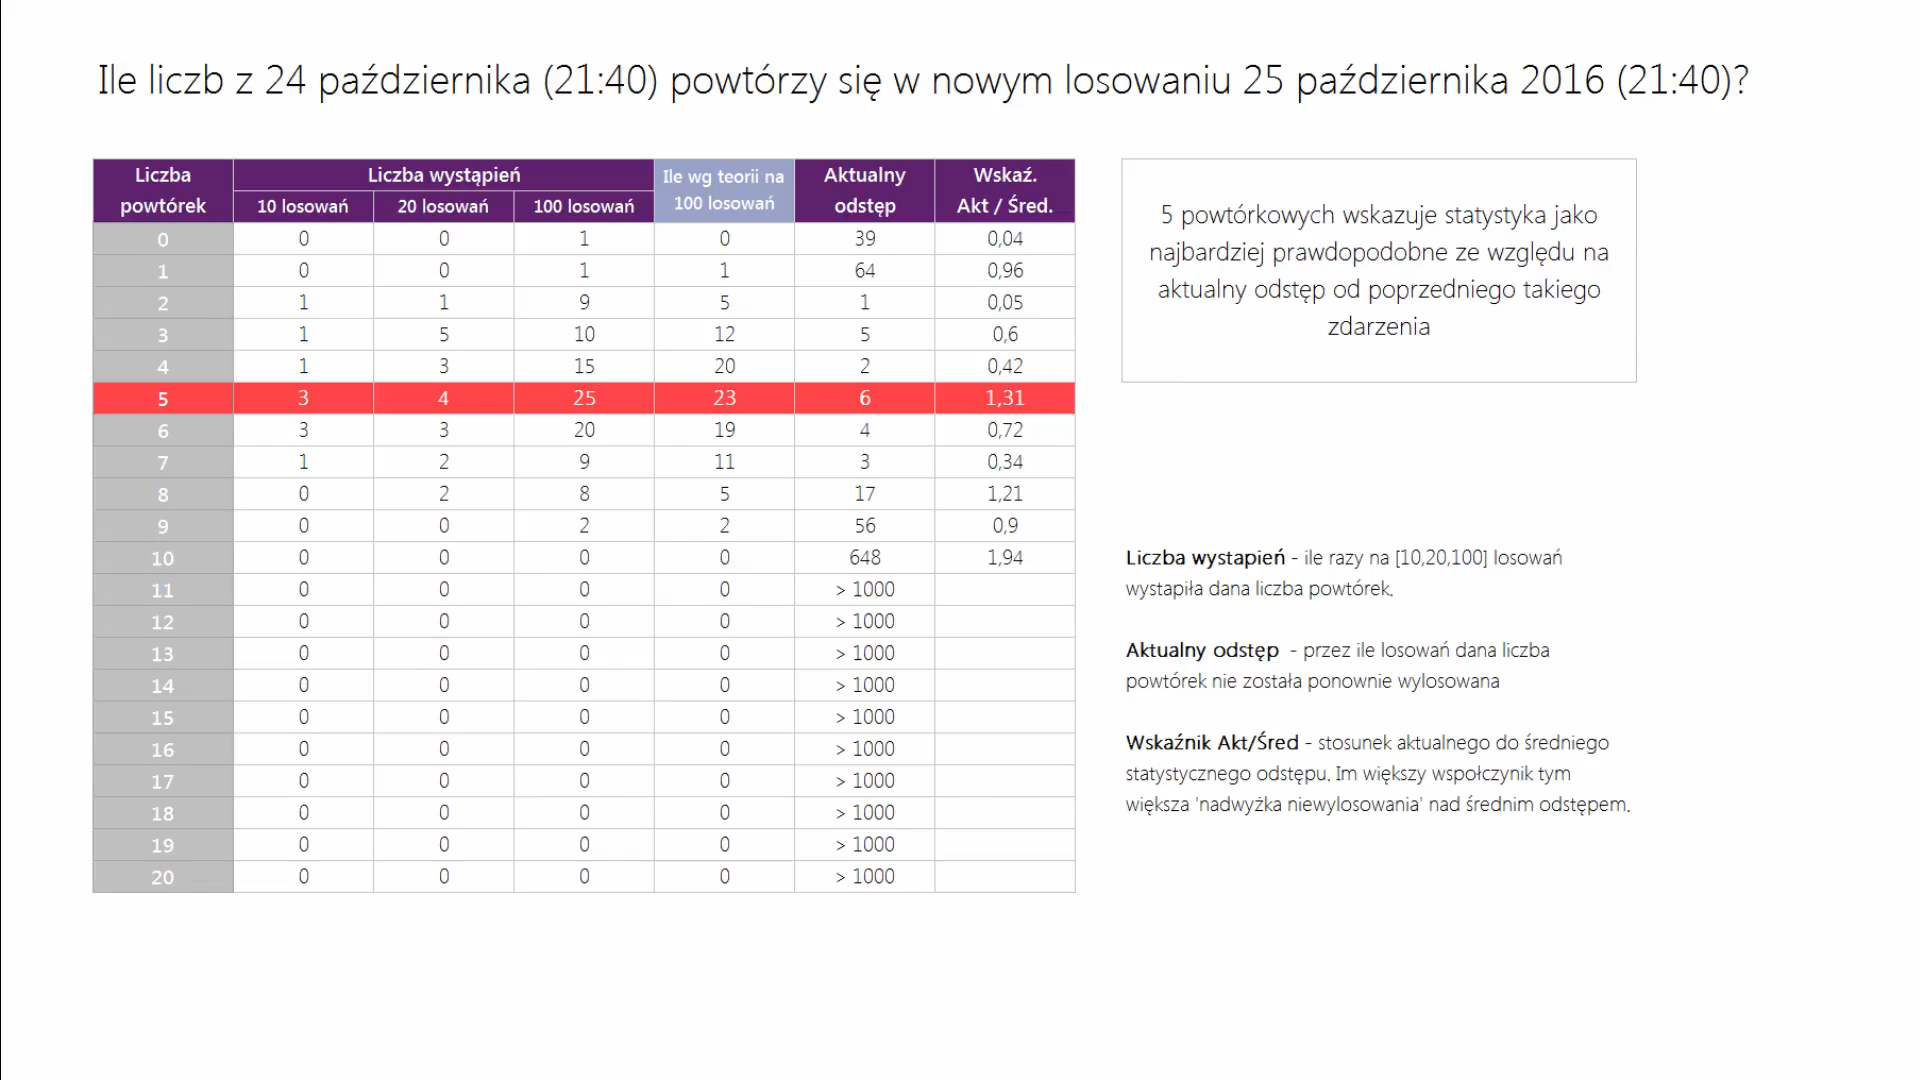 Ile liczb z 24 października (21:40) powtórzy się w nowym losowaniu 25 października 2016 (21:40)?
Liczba powtórek Liczba wystąpień Ile wg teorii na 100 losowań Aktualny odstęp Wskaź. Akt / Śred.
10 losowań 20 losowań 100 losowań
0 0 0 1 0 39 0,04
1 0 0 1 1 64 0,96
2 1 1 9 5 1 0,05
3 1 5 10 12 5 0,6
4 1 3 15 20 2 0,42
5 3 4 25 23 6 1,31
6 3 3 20 19 4 0,72
7 1 2 9 11 3 0,34
8 0 2 8 5 17 1,21
9 0 0 2 2 56 0,9
10 0 0 0 0 648 1,94
11 0 0 0 0 > 1000
12 0 0 0 0 > 1000
13 0 0 0 0 > 1000
14 0 0 0 0 > 1000
15 0 0 0 0 > 1000
16 0 0 0 0 > 1000
17 0 0 0 0 > 1000
18 0 0 0 0 > 1000
19 0 0 0 0 > 1000
20 0 0 0 0 > 1000
5 powtórkowych wskazuje statystyka jako
najbardziej prawdopodobne ze względu na
aktualny odstęp od poprzedniego takiego
zdarzenia
Liczba wystapień - ile razy na [10,20,100] losowań
wystapiła dana liczba powtórek.
Aktualny odstęp - przez ile losowań dana liczba
powtórek nie została ponownie wylosowana
Wskaźnik Akt/Śred - stosunek aktualnego do średniego
statystycznego odstępu. Im większy wspołczynik tym
większa 'nadwyżka niewylosowania' nad średnim odstępem.